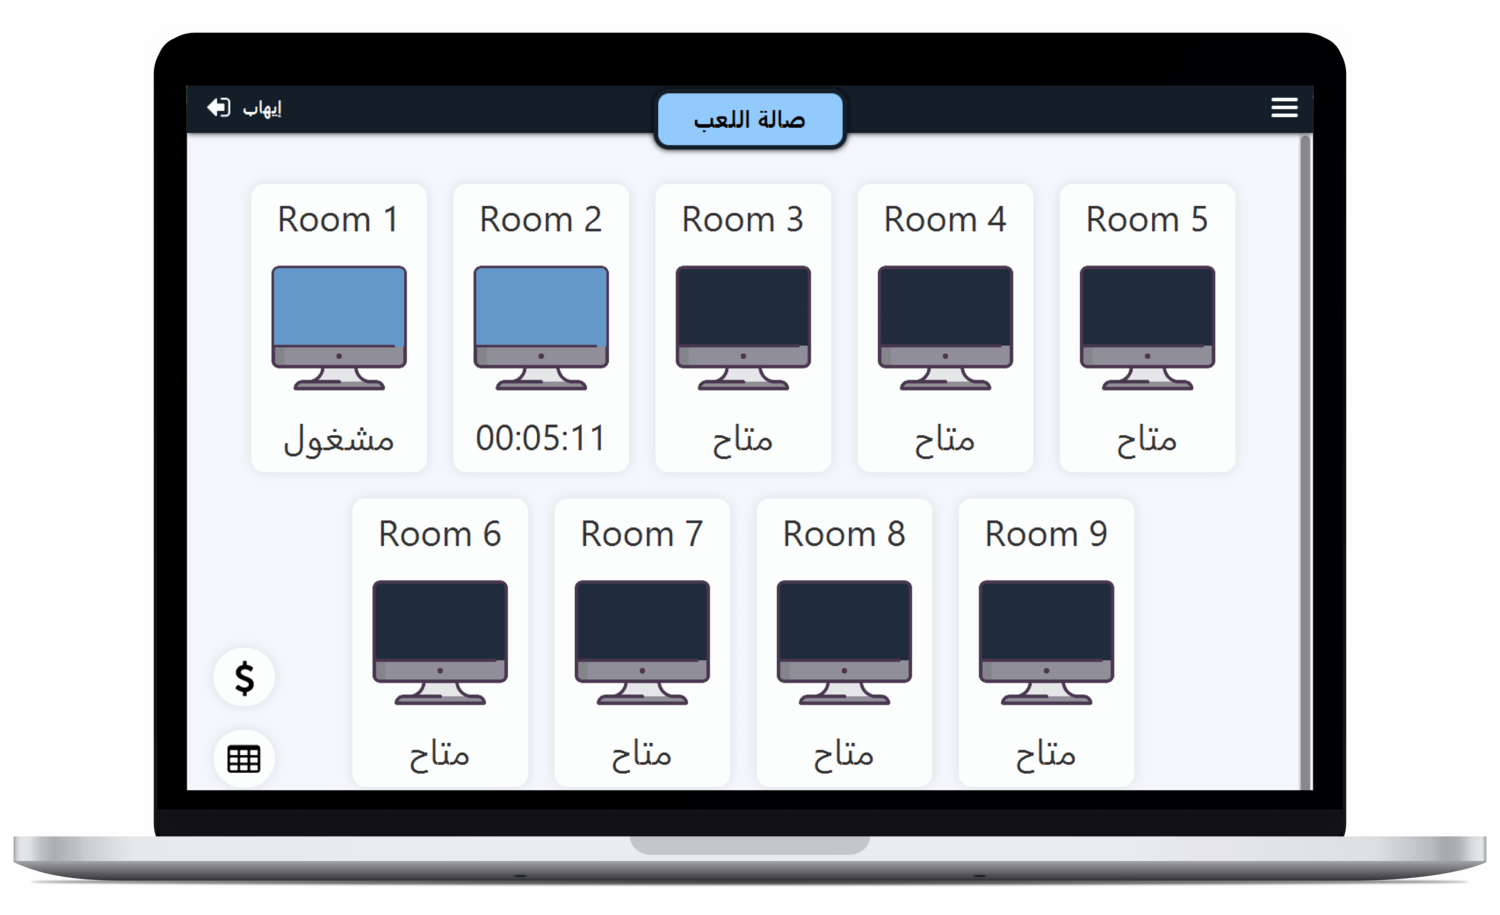 إيهاب
صالة اللعب
Room 1
Room 2
Room 3
Room 4
Room 5
مشغول
00:05:11
متاح
متاح
متاح
Room 6
Room 7
Room 8
Room 9
متاح
متاح
متاح
متاح
$